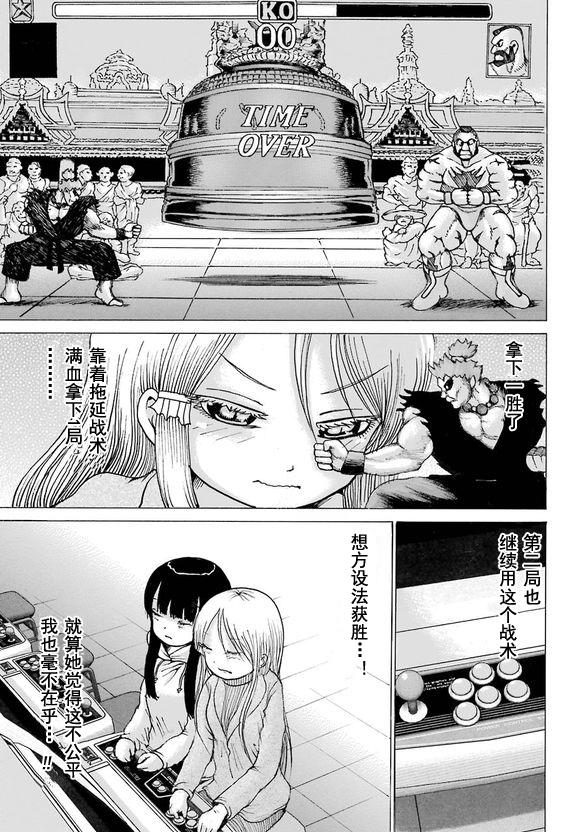 KO
00
TIME
OVER
拿下一胜了
靠着拖延战术
满血拿下一局
………
第二局也
继续用这个战术
想方设法获胜…！
就算她觉得这不公平
我也毫不在乎…!!